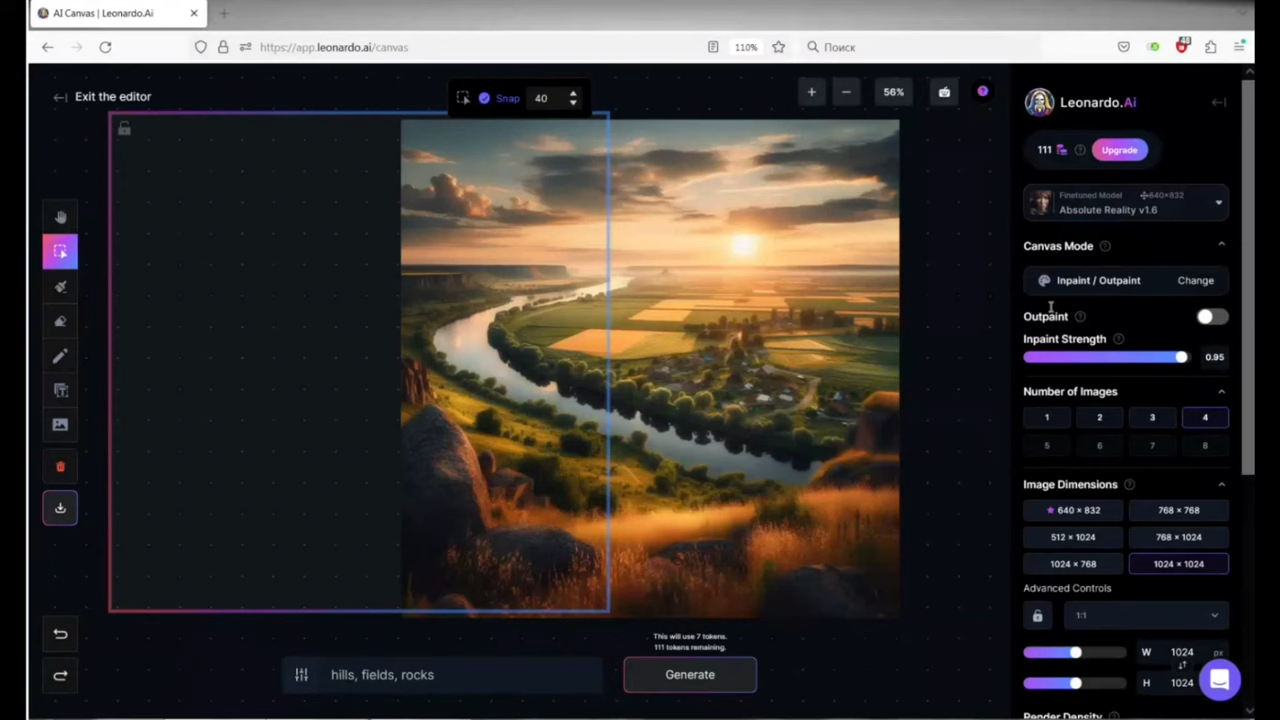 AI Canvas | Leonardo.Ai
https://app.leonardo.ai/canvas
110%
Поиск
48
Exit the editor
Snap
40
56%
Leonardo.Ai
111
Upgrade
Finetuned Model
640×832
Absolute Reality v1.6
Canvas Mode
Inpaint / Outpaint
Change
Outpaint
Inpaint Strength
0.95
Number of Images
1
2
3
4
5
6
7
8
Image Dimensions
640 × 832
768 × 768
512 × 1024
768 × 1024
1024 × 768
1024 × 1024
Advanced Controls
1:1
W 1024 px
H 1024
Render Density
This will use 7 tokens.
111 tokens remaining.
hills, fields, rocks
Generate